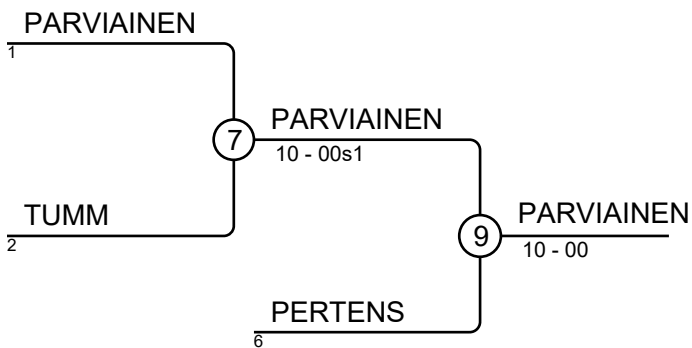 PARVIAINEN
1
7
PARVIAINEN
10 - 00s1
TUMM
2
9
PARVIAINEN
10 - 00
PERTENS
6